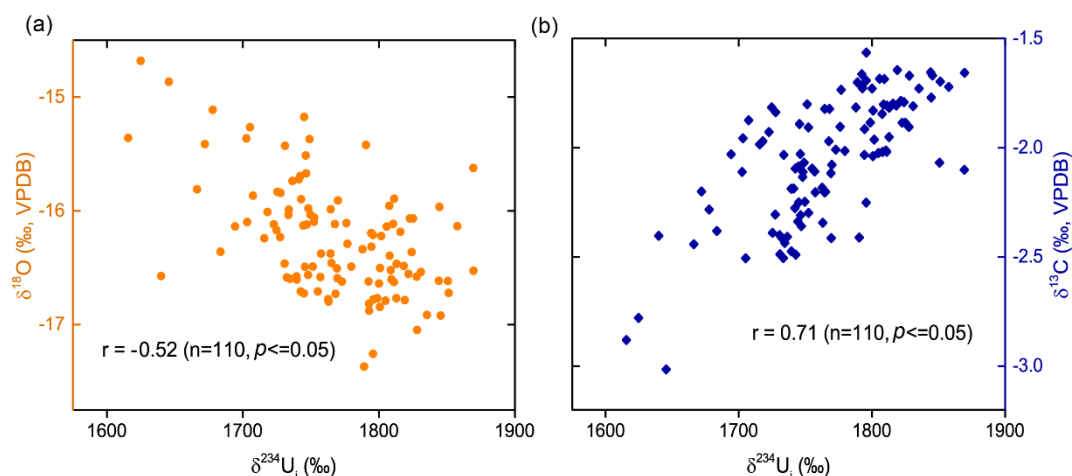 (a)
-15
-16
-17
δ¹⁸O (‰, VPDB)
r = -0.52 (n=110, p<=0.05)
1600 1700 1800 1900
δ²³⁴Uᵢ (‰)
(b)
-1.5
-2.0
-2.5
-3.0
δ¹³C (‰, VPDB)
r = 0.71 (n=110, p<=0.05)
1600 1700 1800 1900
δ²³⁴Uᵢ (‰)